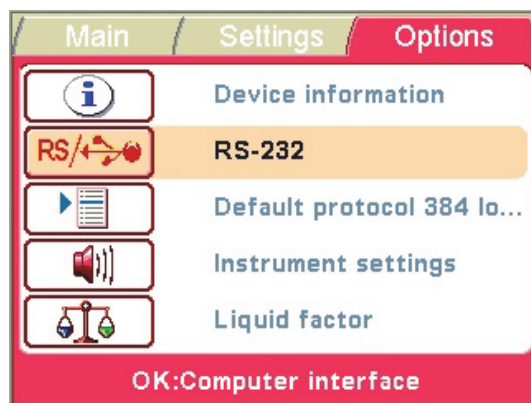 Main Settings Options
Device information
RS/ RS-232
Default protocol 384 lo...
Instrument settings
Liquid factor
OK:Computer interface